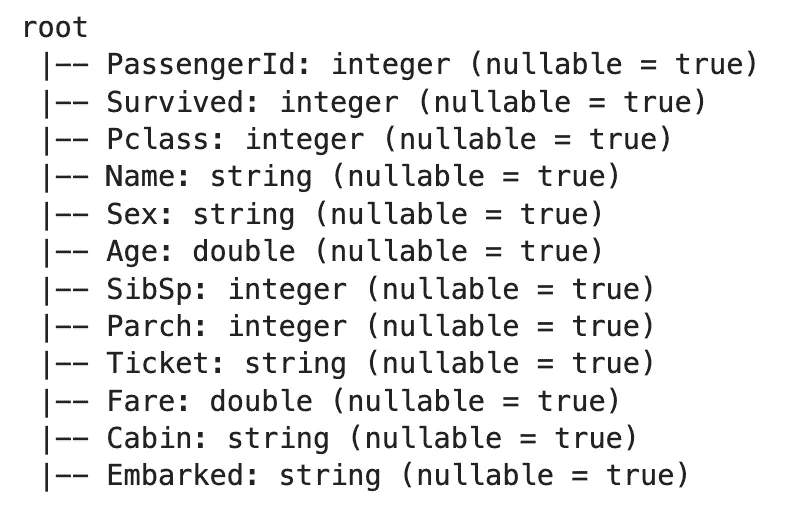 root
 |-- PassengerId: integer (nullable = true)
 |-- Survived: integer (nullable = true)
 |-- Pclass: integer (nullable = true)
 |-- Name: string (nullable = true)
 |-- Sex: string (nullable = true)
 |-- Age: double (nullable = true)
 |-- SibSp: integer (nullable = true)
 |-- Parch: integer (nullable = true)
 |-- Ticket: string (nullable = true)
 |-- Fare: double (nullable = true)
 |-- Cabin: string (nullable = true)
 |-- Embarked: string (nullable = true)